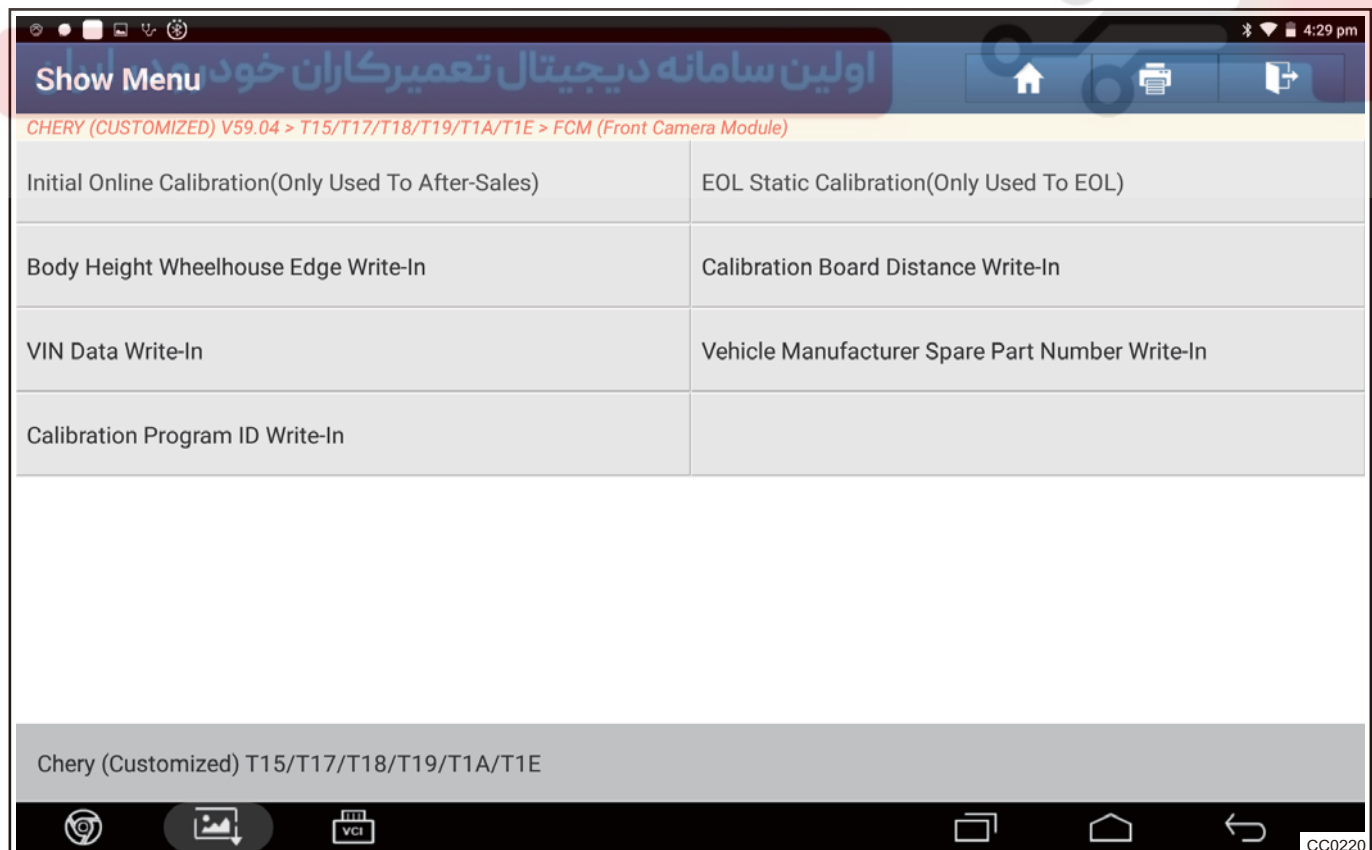 4:29 pm
Show Menu
اولین سامانه دیجیتال تعمیرکاران خودرو در ایران
CHERY (CUSTOMIZED) V59.04 > T15/T17/T18/T19/T1A/T1E > FCM (Front Camera Module)
Initial Online Calibration(Only Used To After-Sales)
EOL Static Calibration(Only Used To EOL)
Body Height Wheelhouse Edge Write-In
Calibration Board Distance Write-In
VIN Data Write-In
Vehicle Manufacturer Spare Part Number Write-In
Calibration Program ID Write-In
Chery (Customized) T15/T17/T18/T19/T1A/T1E
VCI
CC0220